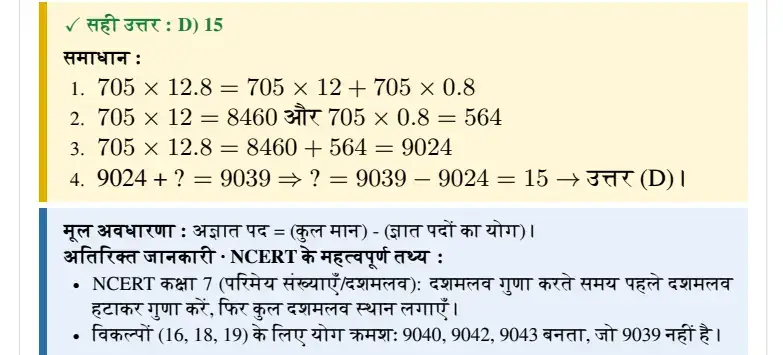 ✓ सही उत्तर : D) 15
समाधान :
1. 705 × 12.8 = 705 × 12 + 705 × 0.8
2. 705 × 12 = 8460 और 705 × 0.8 = 564
3. 705 × 12.8 = 8460 + 564 = 9024
4. 9024 + ? = 9039 ⇒ ? = 9039 − 9024 = 15 → उत्तर (D)।
मूल अवधारणा : अज्ञात पद = (कुल मान) - (ज्ञात पदों का योग)।
अतिरिक्त जानकारी · NCERT के महत्वपूर्ण तथ्य :
• NCERT कक्षा 7 (परिमेय संख्याएँ/दशमलव): दशमलव गुणा करते समय पहले दशमलव
हटाकर गुणा करें, फिर कुल दशमलव स्थान लगाएँ।
• विकल्पों (16, 18, 19) के लिए योग क्रमशः 9040, 9042, 9043 बनता, जो 9039 नहीं है।